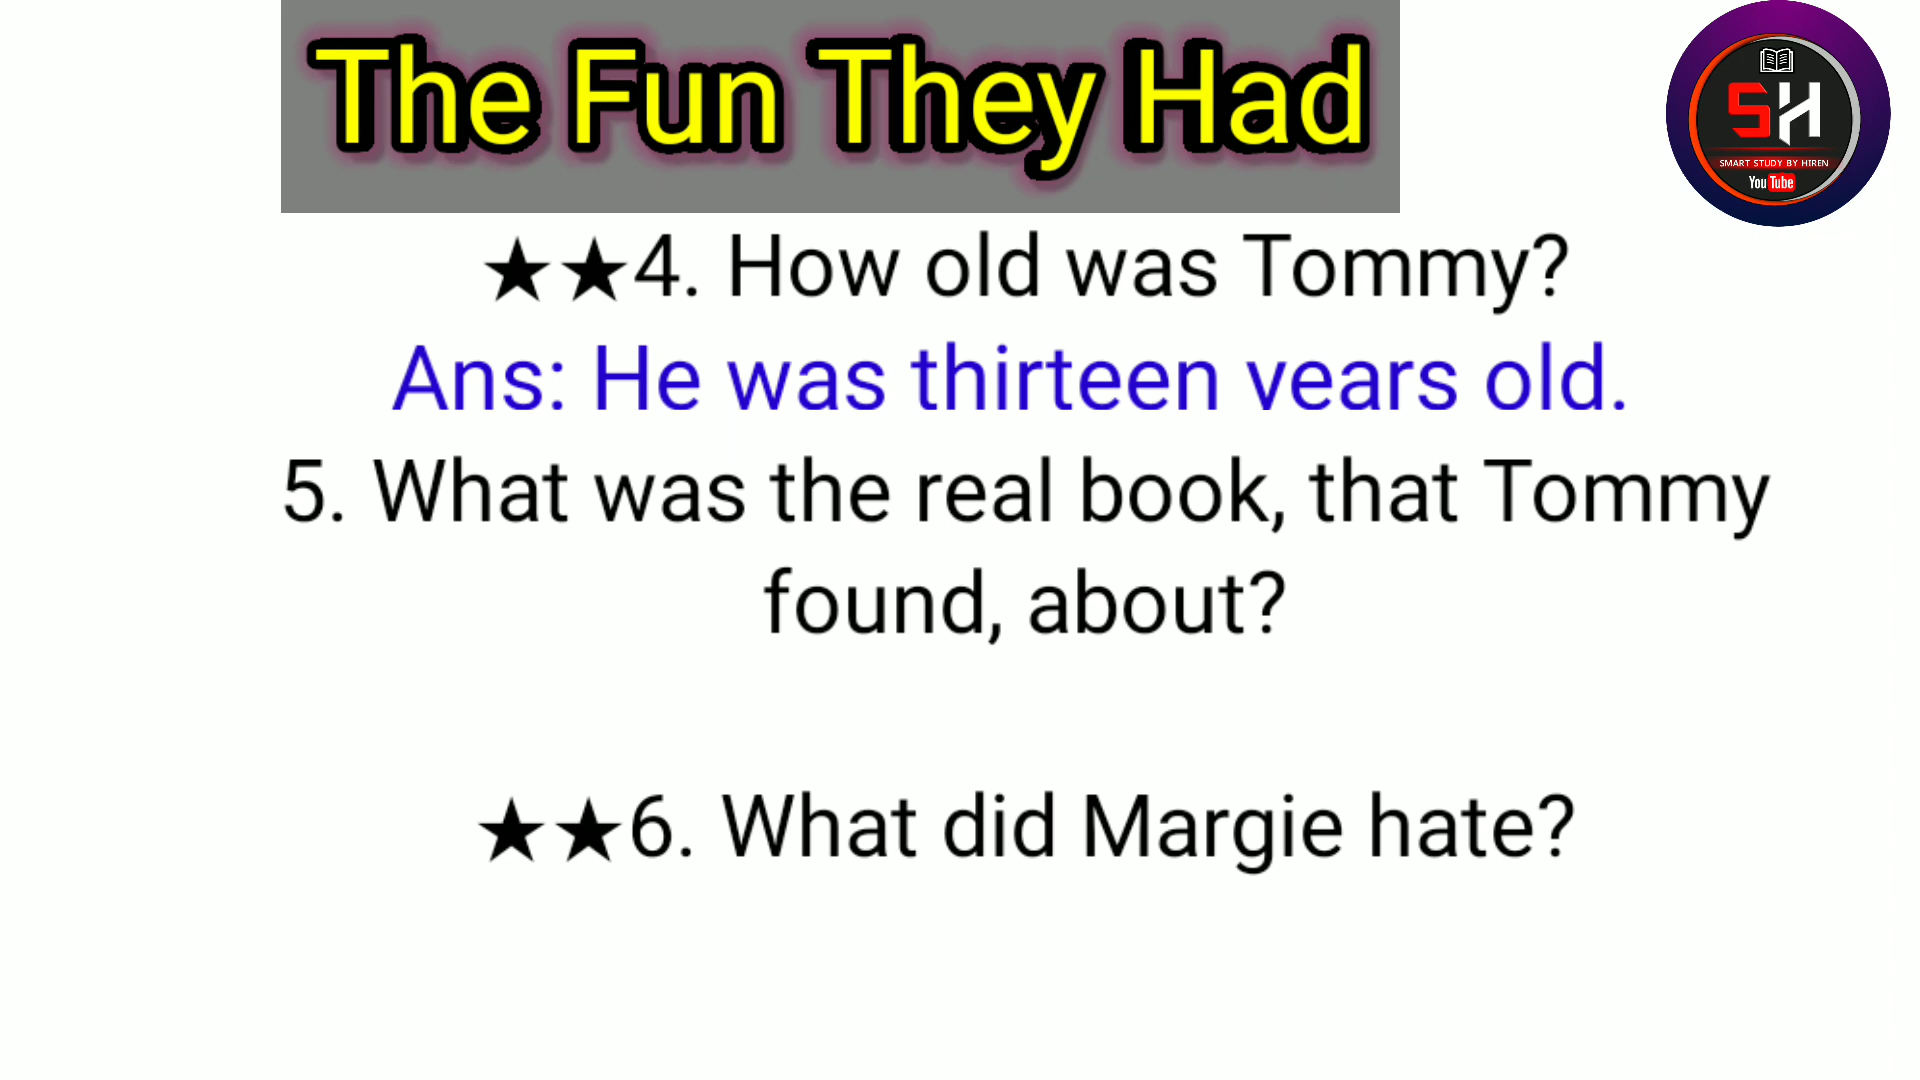 The Fun They Had
SH
SMART STUDY BY HIREN
YouTube
★★4. How old was Tommy?
Ans: He was thirteen years old.
5. What was the real book, that Tommy
found, about?
★★6. What did Margie hate?